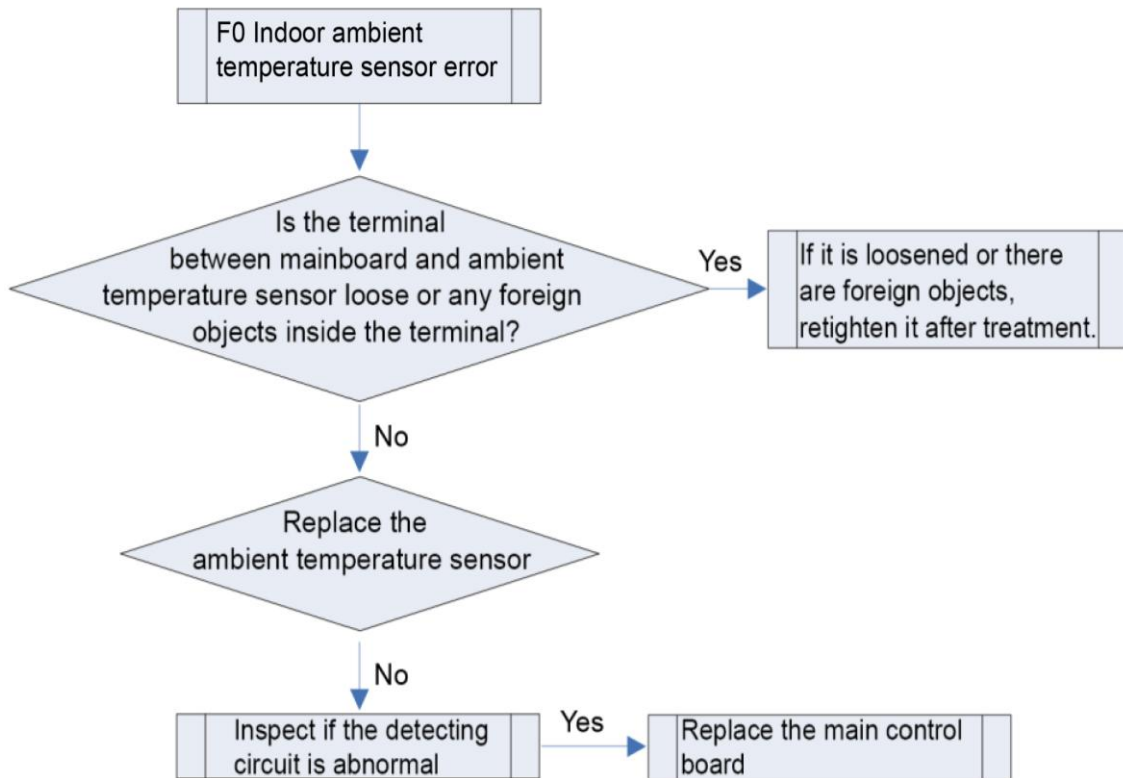 F0 Indoor ambient
temperature sensor error
Is the terminal
between mainboard and ambient
temperature sensor loose or any foreign
objects inside the terminal?
Yes
If it is loosened or there
are foreign objects,
retighten it after treatment.
No
Replace the
ambient temperature sensor
No
Inspect if the detecting
circuit is abnormal
Yes
Replace the main control
board